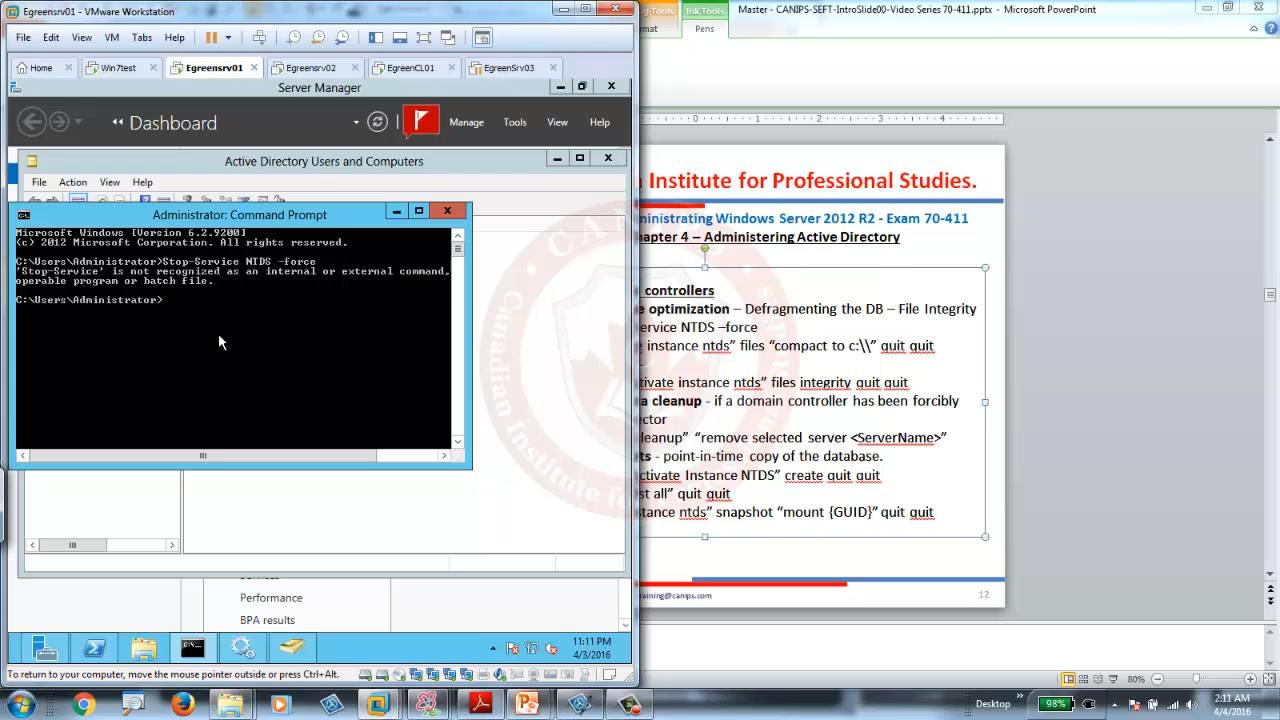 Egreensrv01 - VMware Workstation
File Edit View VM Tabs Help
Home Win7test Egreensrv01 Egreensrv02 EgreenCL01 EgreenSrv03
Server Manager
Dashboard
Manage Tools View Help
Active Directory Users and Computers
File Action View Help
Administrator: Command Prompt
Microsoft Windows [Version 6.2.9200]
(c) 2012 Microsoft Corporation. All rights reserved.
C:\Users\Administrator>Stop-Service NTDS –force
'Stop-Service' is not recognized as an internal or external command,
operable program or batch file.
C:\Users\Administrator>
Performance
BPA results
11:11 PM
4/3/2016
To return to your computer, move the mouse pointer outside or press Ctrl+Alt.
Ink Tools
Master - CANIPS-SEFT-IntroSlide00-Video Series 70-411.pptx - Microsoft PowerPoint
Pens
0 1 2 3 4
Institute for Professional Studies.
ministrating Windows Server 2012 R2 - Exam 70-411
hapter 4 – Administering Active Directory
controllers
e optimization – Defragmenting the DB – File Integrity
ervice NTDS –force
e instance ntds” files “compact to c:\\” quit quit
tivate instance ntds” files integrity quit quit
a cleanup - if a domain controller has been forcibly
ector
cleanup” “remove selected server <ServerName>”
ts - point-in-time copy of the database.
ctivate Instance NTDS” create quit quit
st all” quit quit
stance ntds” snapshot “mount {GUID}” quit quit
raining@canips.com
12
80%
Desktop
98%
2:11 AM
4/4/2016